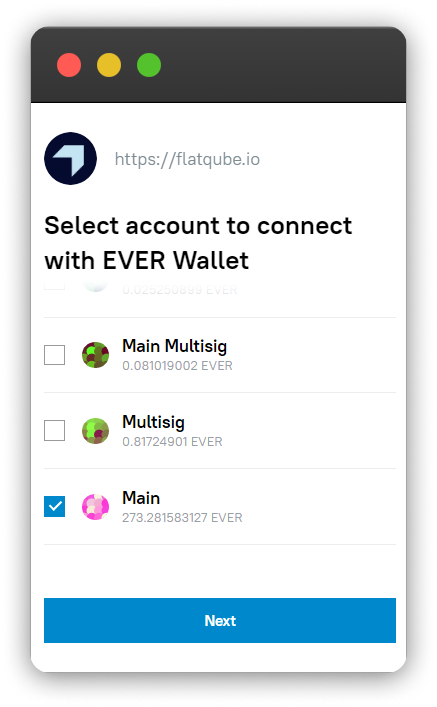 https://flatqube.io
Select account to connect
with EVER Wallet
Main Multisig
0.081019002 EVER
Multisig
0.81724901 EVER
Main
273.281583127 EVER
Next